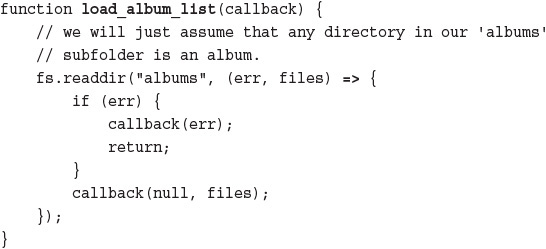 function load_album_list(callback) {
    // we will just assume that any directory in our 'albums'
    // subfolder is an album.
    fs.readdir("albums", (err, files) => {
        if (err) {
            callback(err);
            return;
        }
        callback(null, files);
    });
}